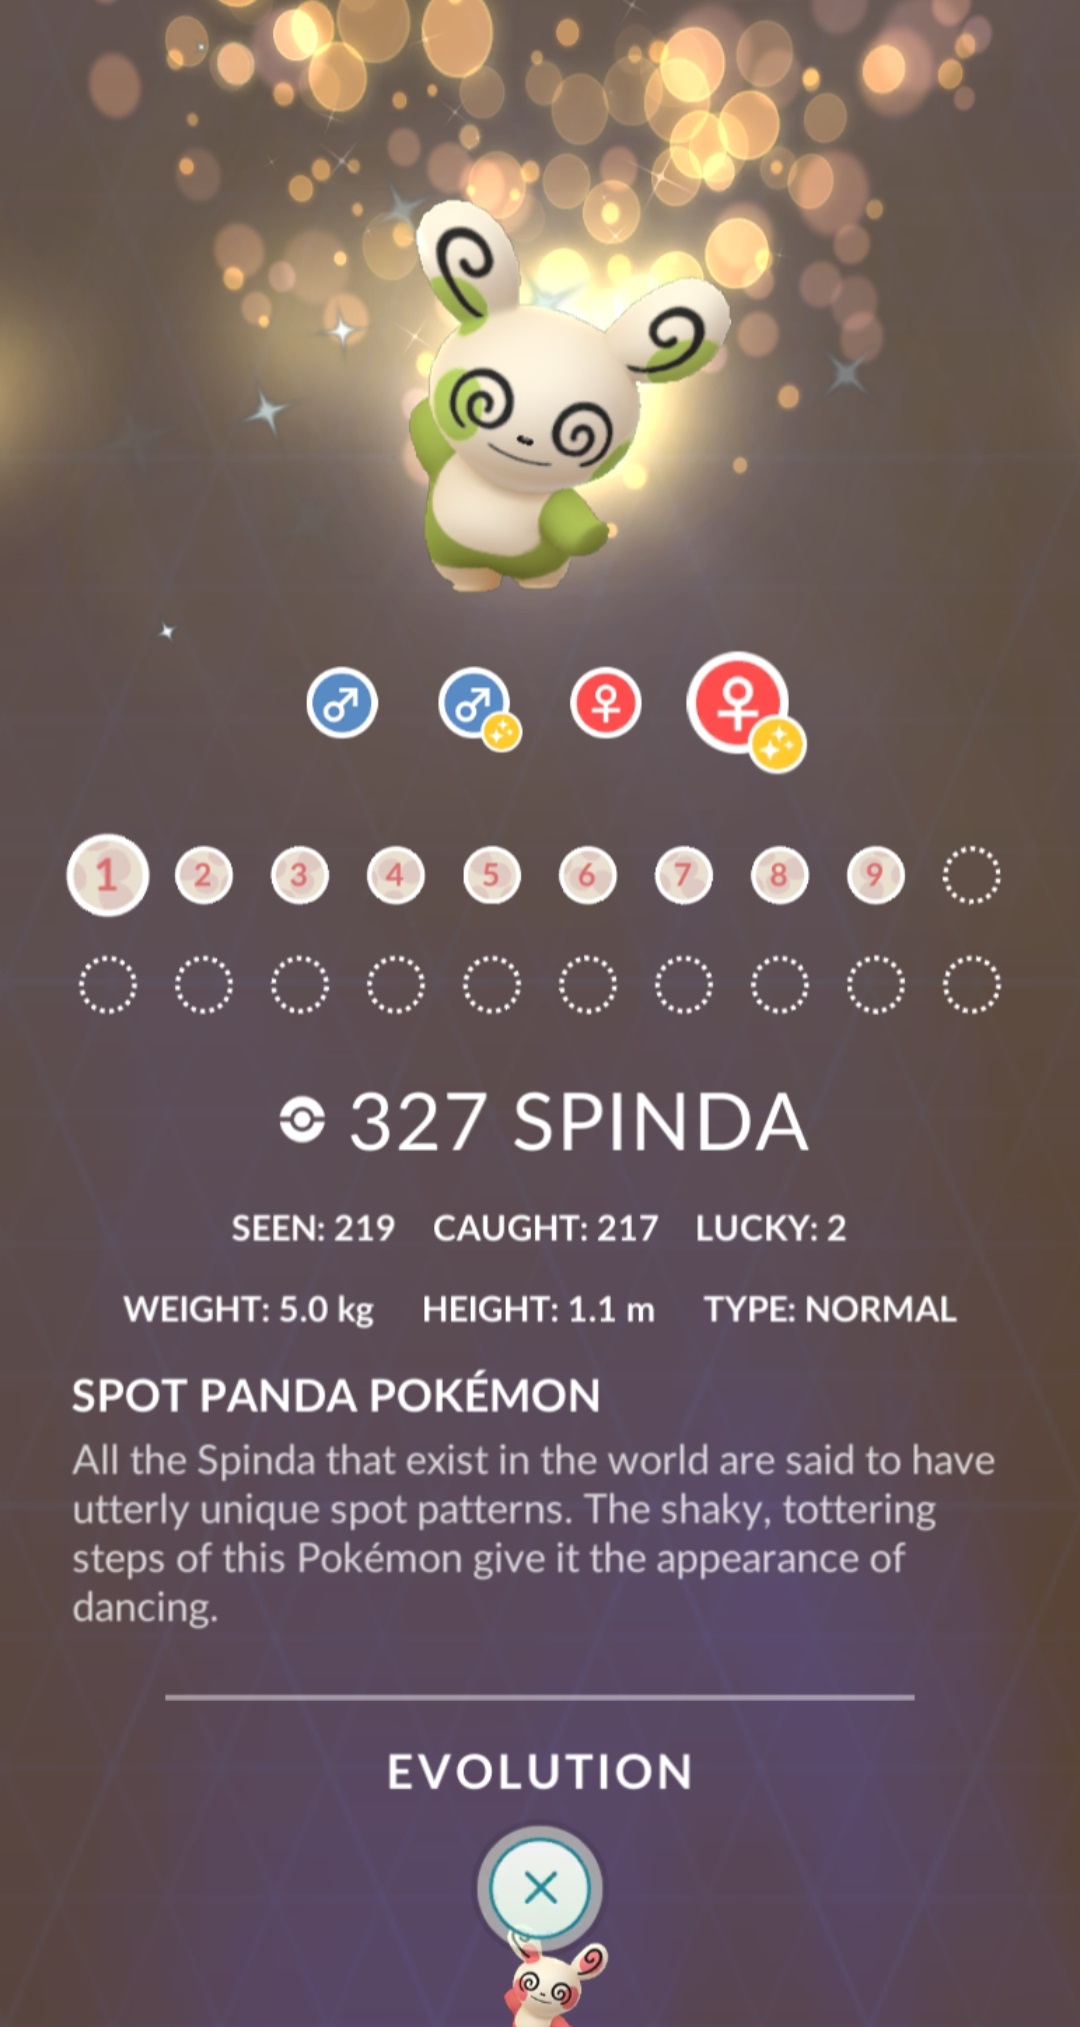 1 2 3 4 5 6 7 8 9
327 SPINDA
SEEN: 219 CAUGHT: 217 LUCKY: 2
WEIGHT: 5.0 kg HEIGHT: 1.1 m TYPE: NORMAL
SPOT PANDA POKÉMON
All the Spinda that exist in the world are said to have
utterly unique spot patterns. The shaky, tottering
steps of this Pokémon give it the appearance of
dancing.
EVOLUTION